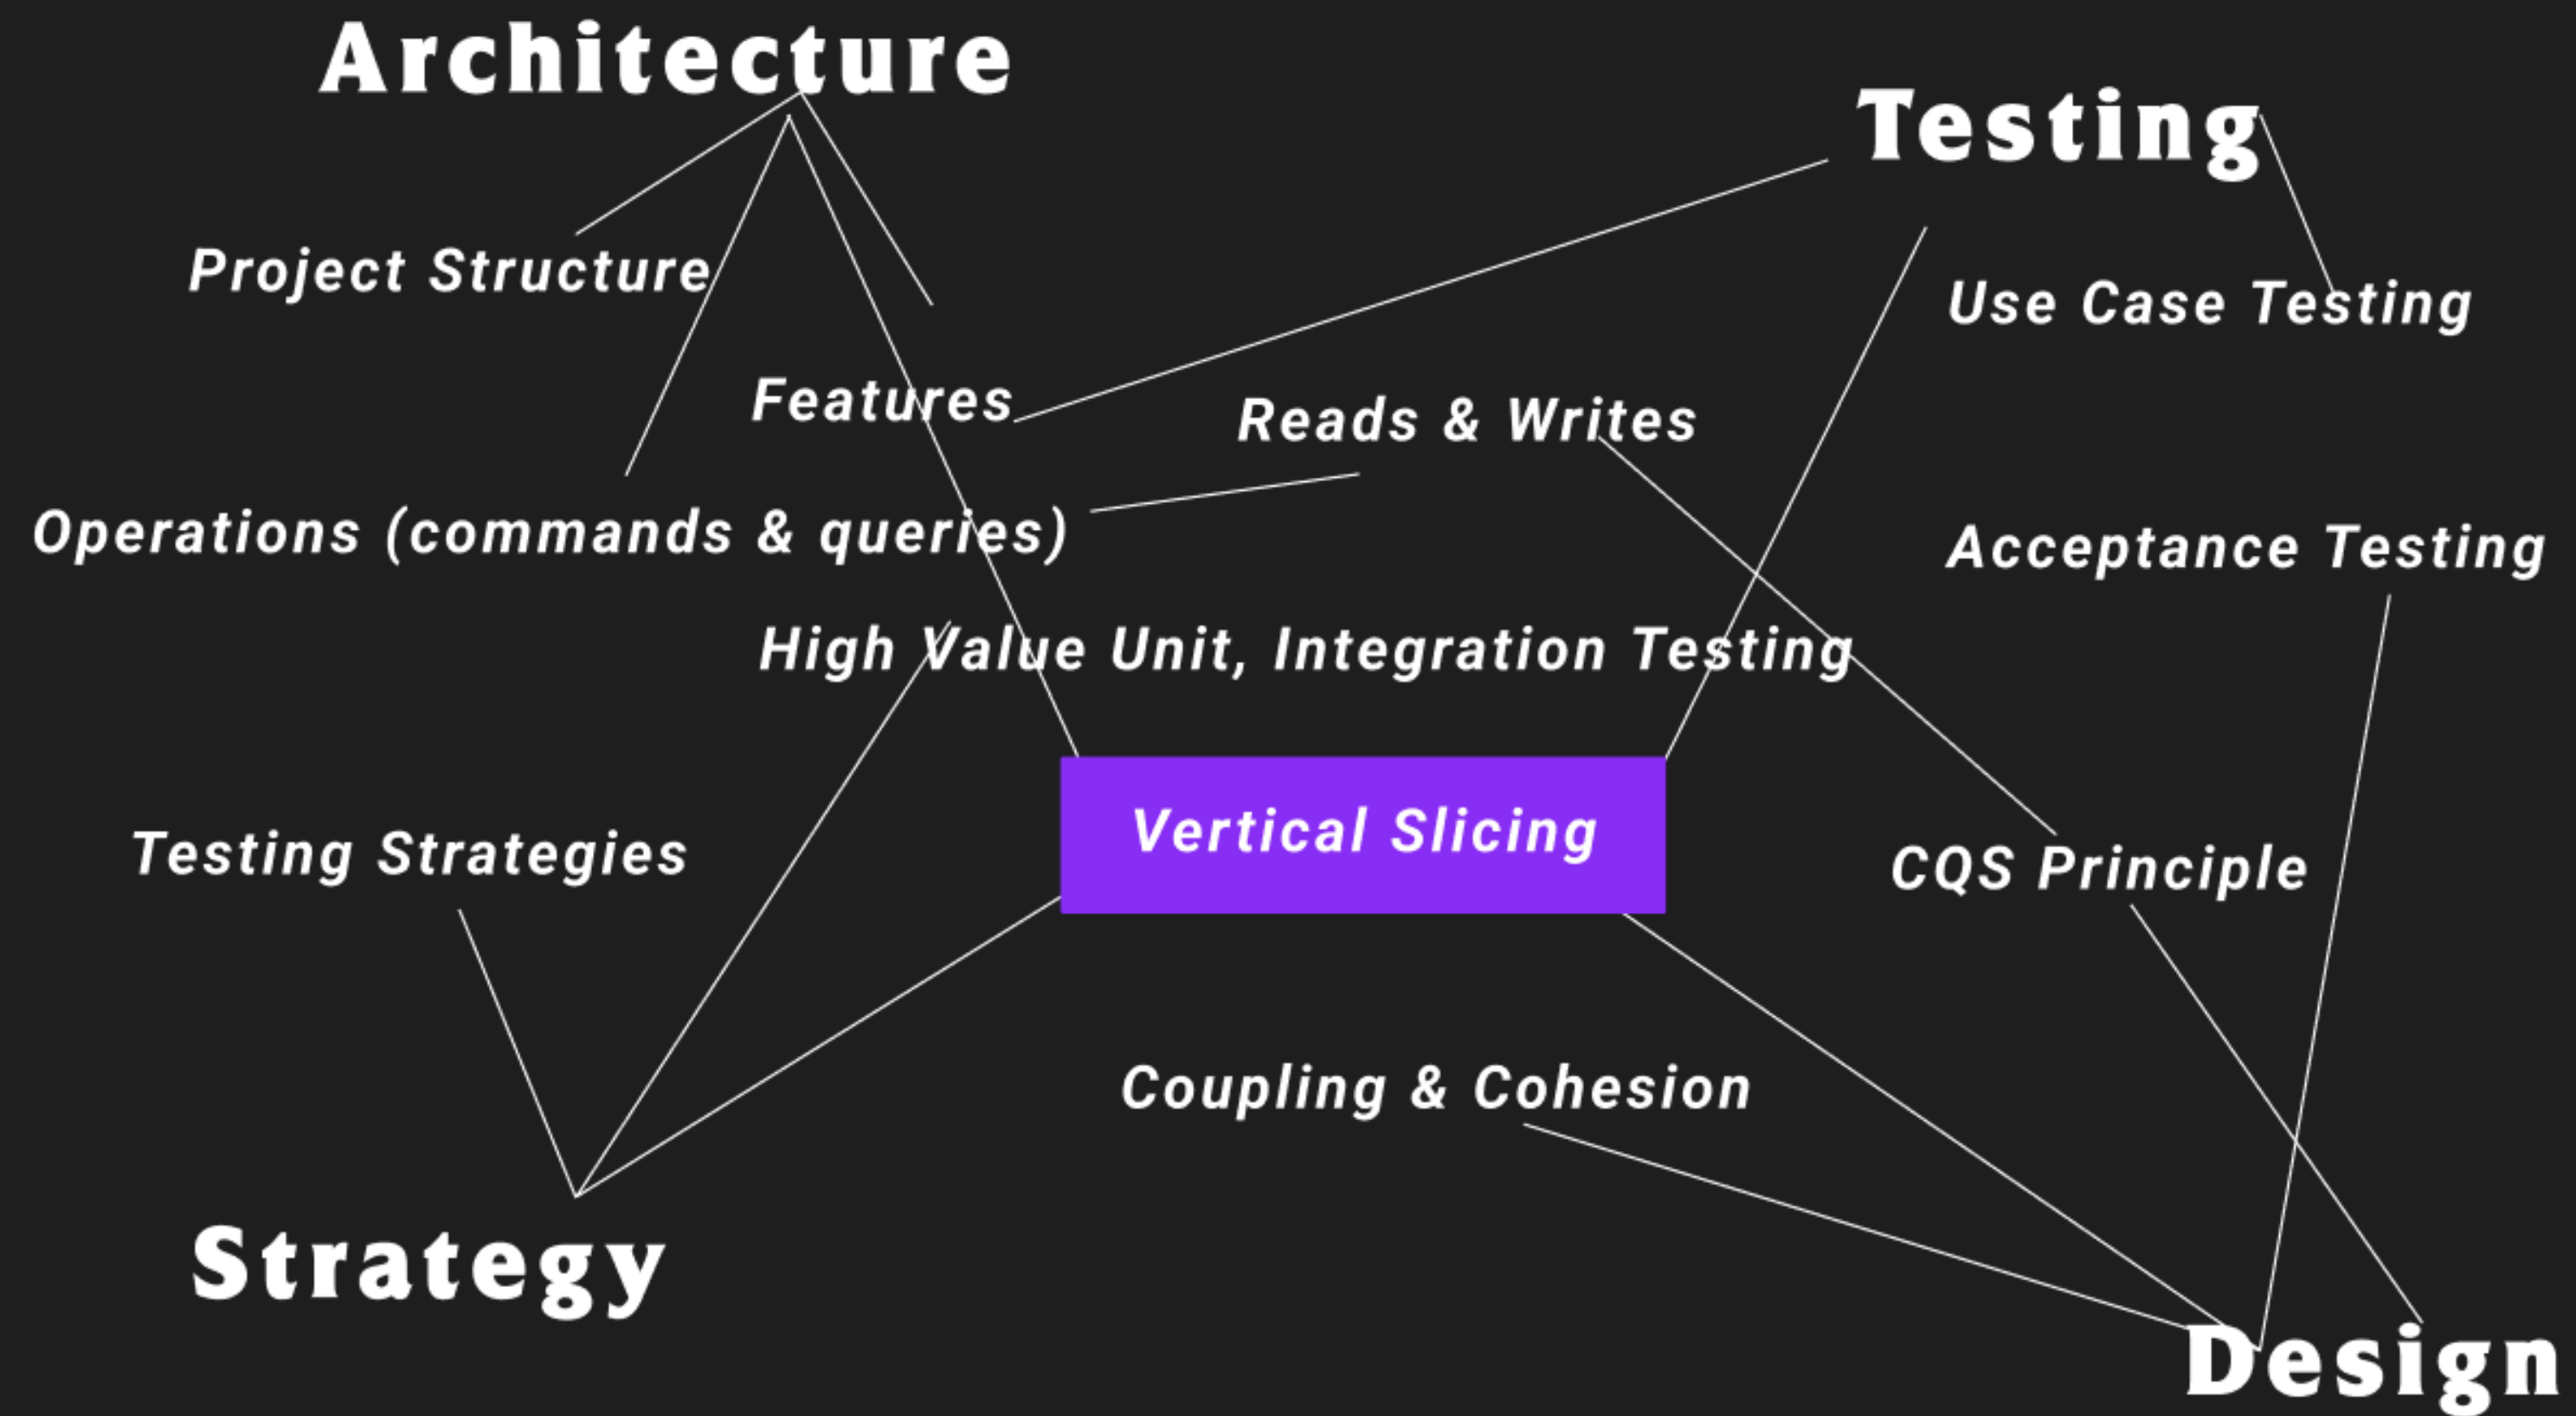 Architecture
Testing
Project Structure
Use Case Testing
Features
Reads & Writes
Operations (commands & queries)
Acceptance Testing
High Value Unit, Integration Testing
Vertical Slicing
Testing Strategies
CQS Principle
Coupling & Cohesion
Strategy
Design